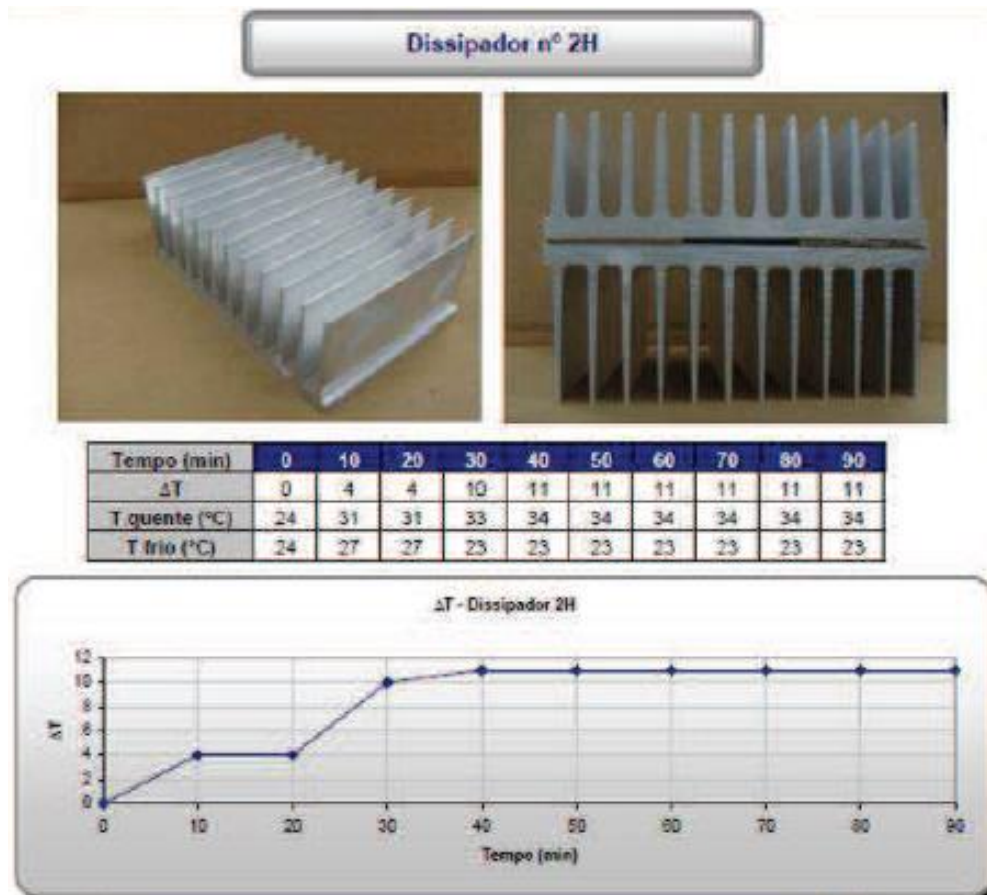 Dissipador nº 2H
Tempo (min) 0 10 20 30 40 50 60 70 80 90
ΔT 0 4 4 10 11 11 11 11 11 11
T quente (ºC) 24 31 31 33 34 34 34 34 34 34
T frio (ºC) 24 27 27 23 23 23 23 23 23 23
ΔT - Dissipador 2H
12
10
8
6
4
2
0
ΔT
0 10 20 30 40 50 60 70 80 90
Tempo (min)